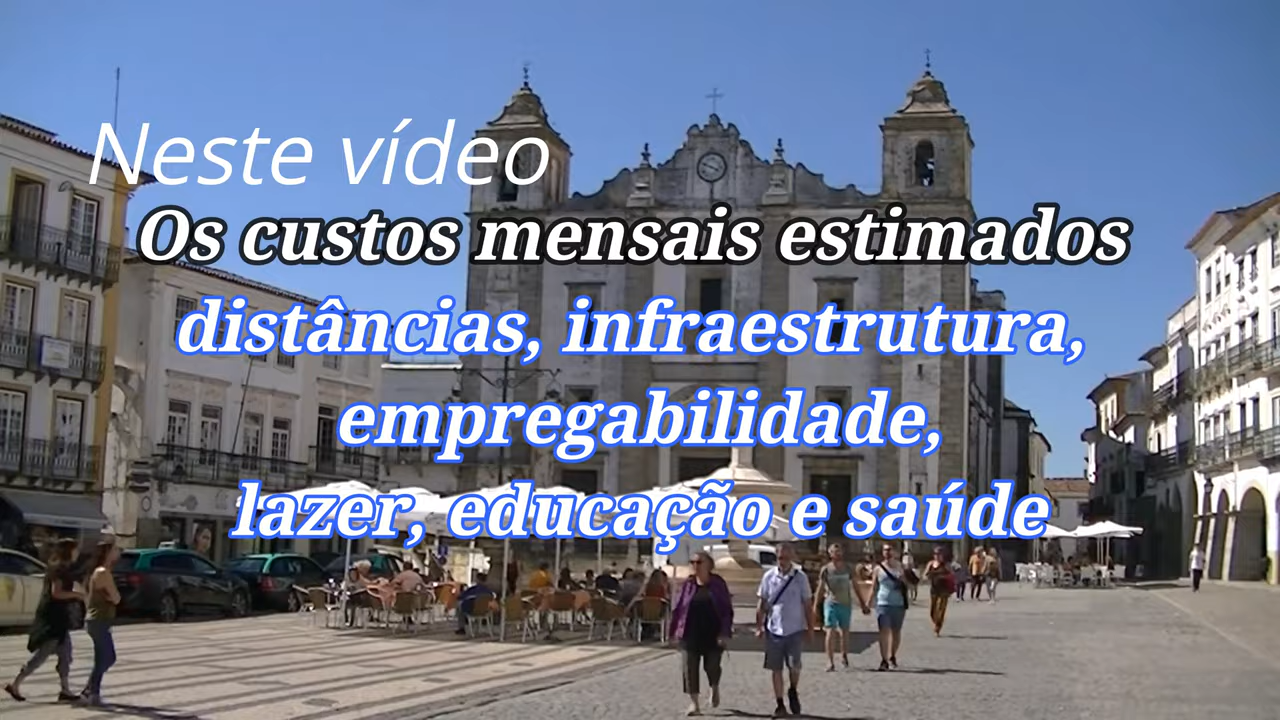 Neste vídeo
Os custos mensais estimados
distâncias, infraestrutura,
empregabilidade,
lazer, educação e saúde